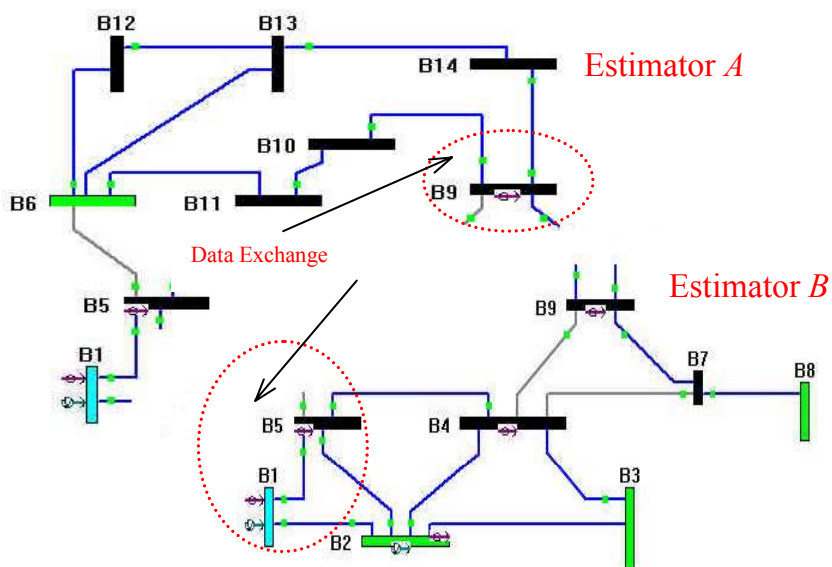 B12
B13
B14
Estimator A
B10
B9
B6
B11
Data Exchange
B5
Estimator B
B9
B1
B7
B8
B5
B4
B1
B3
B2